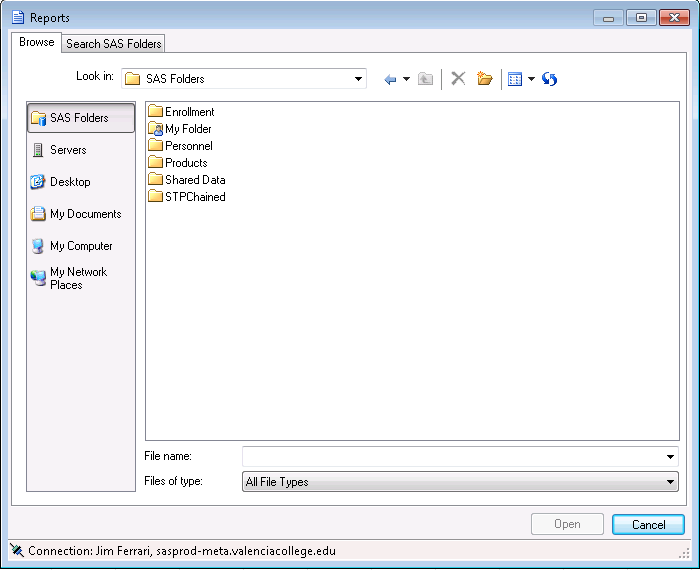 Reports
Browse
Search SAS Folders
Look in:
SAS Folders
SAS Folders
Servers
Desktop
My Documents
My Computer
My Network
Places
Enrollment
My Folder
Personnel
Products
Shared Data
STPChained
File name:
Files of type:
All File Types
Open
Cancel
Connection: Jim Ferrari, sasprod-meta.valenciacollege.edu